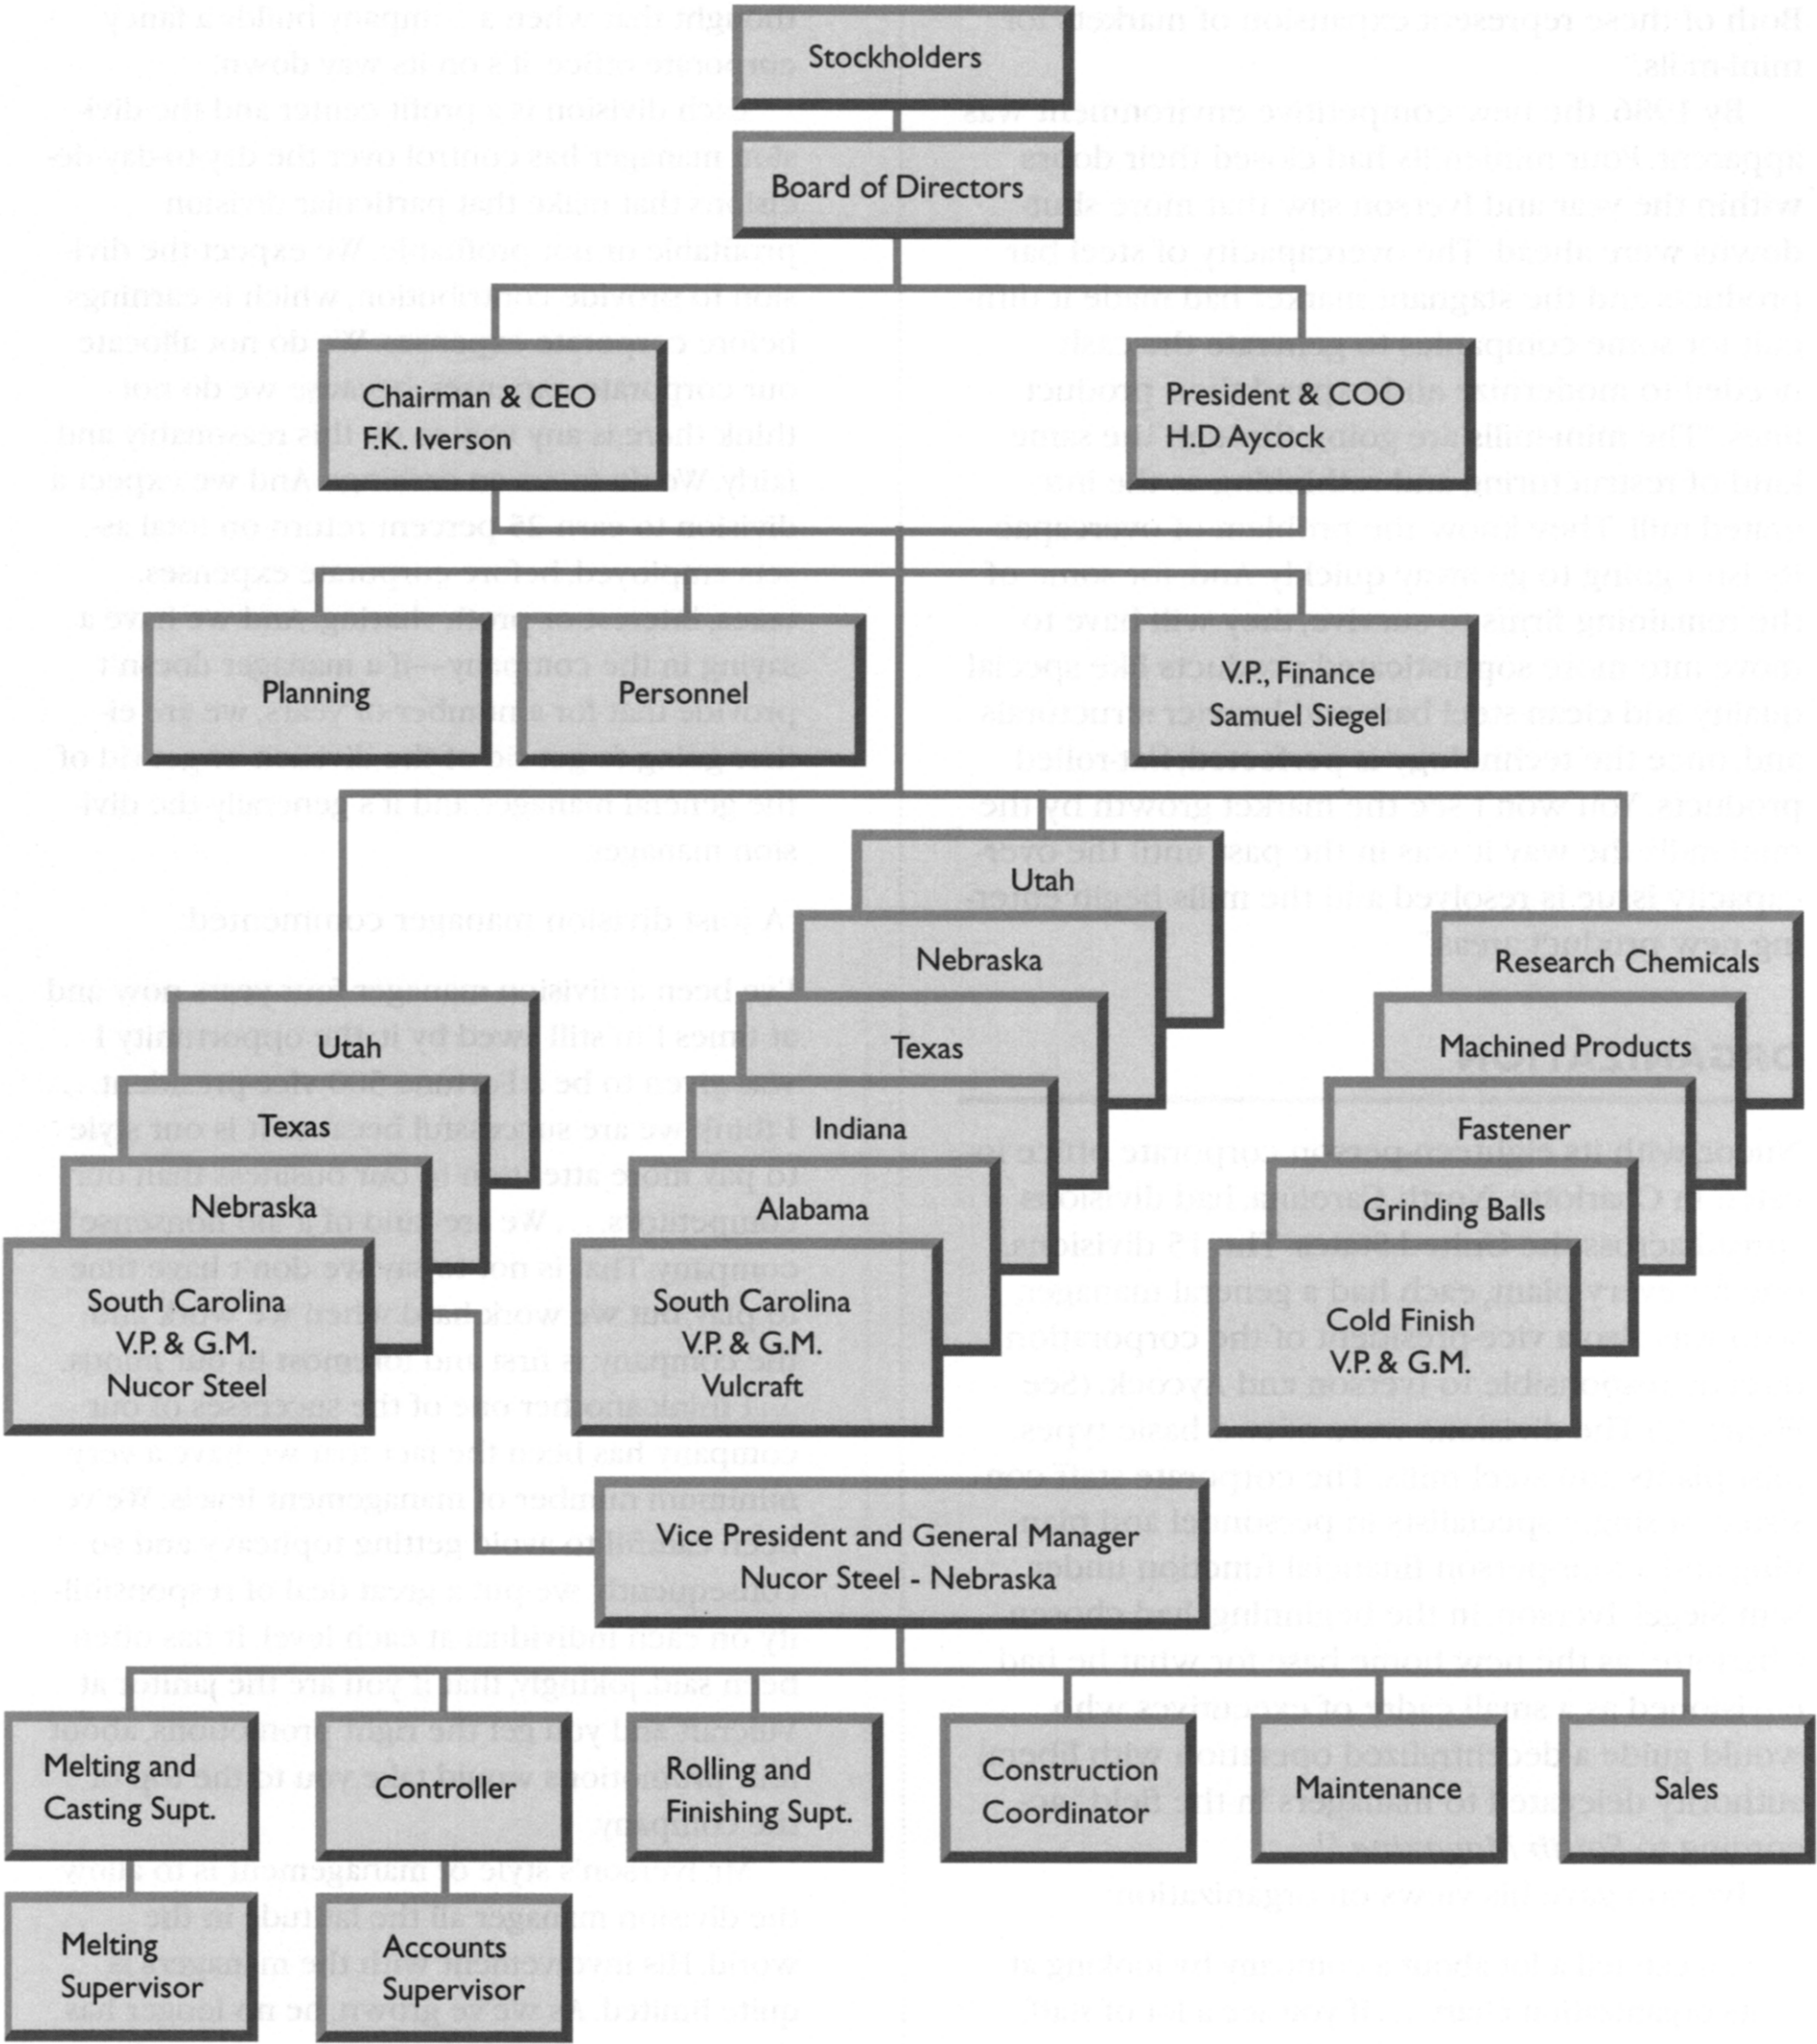 Stockholders
Board of Directors
Chairman & CEO
F.K. Iverson
President & COO
H.D Aycock
Planning
Personnel
V.P., Finance
Samuel Siegel
Utah
Texas
Nebraska
South Carolina
V.P. & G.M.
Nucor Steel
Utah
Nebraska
Texas
Indiana
Alabama
South Carolina
V.P. & G.M.
Vulcraft
Research Chemicals
Machined Products
Fastener
Grinding Balls
Cold Finish
V.P. & G.M.
Vice President and General Manager
Nucor Steel - Nebraska
Melting and
Casting Supt.
Controller
Rolling and
Finishing Supt.
Construction
Coordinator
Maintenance
Sales
Melting
Supervisor
Accounts
Supervisor